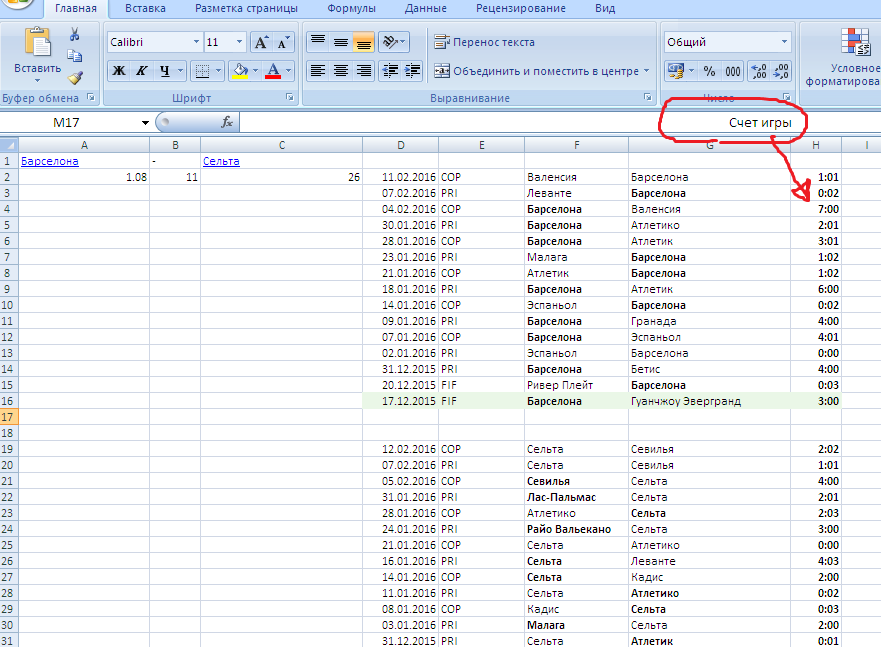 Главная Вставка Разметка страницы Формулы Данные Рецензирование Вид
Calibri 11 A A Перенос текста Общий
Вставить Ж К Ч А Объединить и поместить в центре % 000 Условное форматирова
Буфер обмена Шрифт Выравнивание Число
M17 fx Счет игры
A B C D E F G H I
1 Барселона - Сельта
2 1.08 11 26 11.02.2016 COP Валенсия Барселона 1:01
3 07.02.2016 PRI Леванте Барселона 0:02
4 04.02.2016 COP Барселона Валенсия 7:00
5 30.01.2016 PRI Барселона Атлетико 2:01
6 28.01.2016 COP Барселона Атлетик 3:01
7 23.01.2016 PRI Малага Барселона 1:02
8 21.01.2016 COP Атлетик Барселона 1:02
9 18.01.2016 PRI Барселона Атлетик 6:00
10 14.01.2016 COP Эспаньол Барселона 0:02
11 09.01.2016 PRI Барселона Гранада 4:00
12 07.01.2016 COP Барселона Эспаньол 4:01
13 02.01.2016 PRI Эспаньол Барселона 0:00
14 31.12.2015 PRI Барселона Бетис 4:00
15 20.12.2015 FIF Ривер Плейт Барселона 0:03
16 17.12.2015 FIF Барселона Гуанчжоу Эвергранд 3:00
17
18
19 12.02.2016 COP Сельта Севилья 2:02
20 07.02.2016 PRI Сельта Севилья 1:01
21 05.02.2016 COP Севилья Сельта 4:00
22 31.01.2016 PRI Лас-Пальмас Сельта 2:01
23 28.01.2016 COP Атлетико Сельта 2:03
24 24.01.2016 PRI Райо Вальекано Сельта 3:00
25 21.01.2016 COP Сельта Атлетико 0:00
26 16.01.2016 PRI Сельта Леванте 4:03
27 14.01.2016 COP Сельта Кадис 2:00
28 11.01.2016 PRI Сельта Атлетико 0:02
29 08.01.2016 COP Кадис Сельта 0:03
30 03.01.2016 PRI Малага Сельта 2:00
31 31.12.2015 PRI Сельта Атлетик 0:01